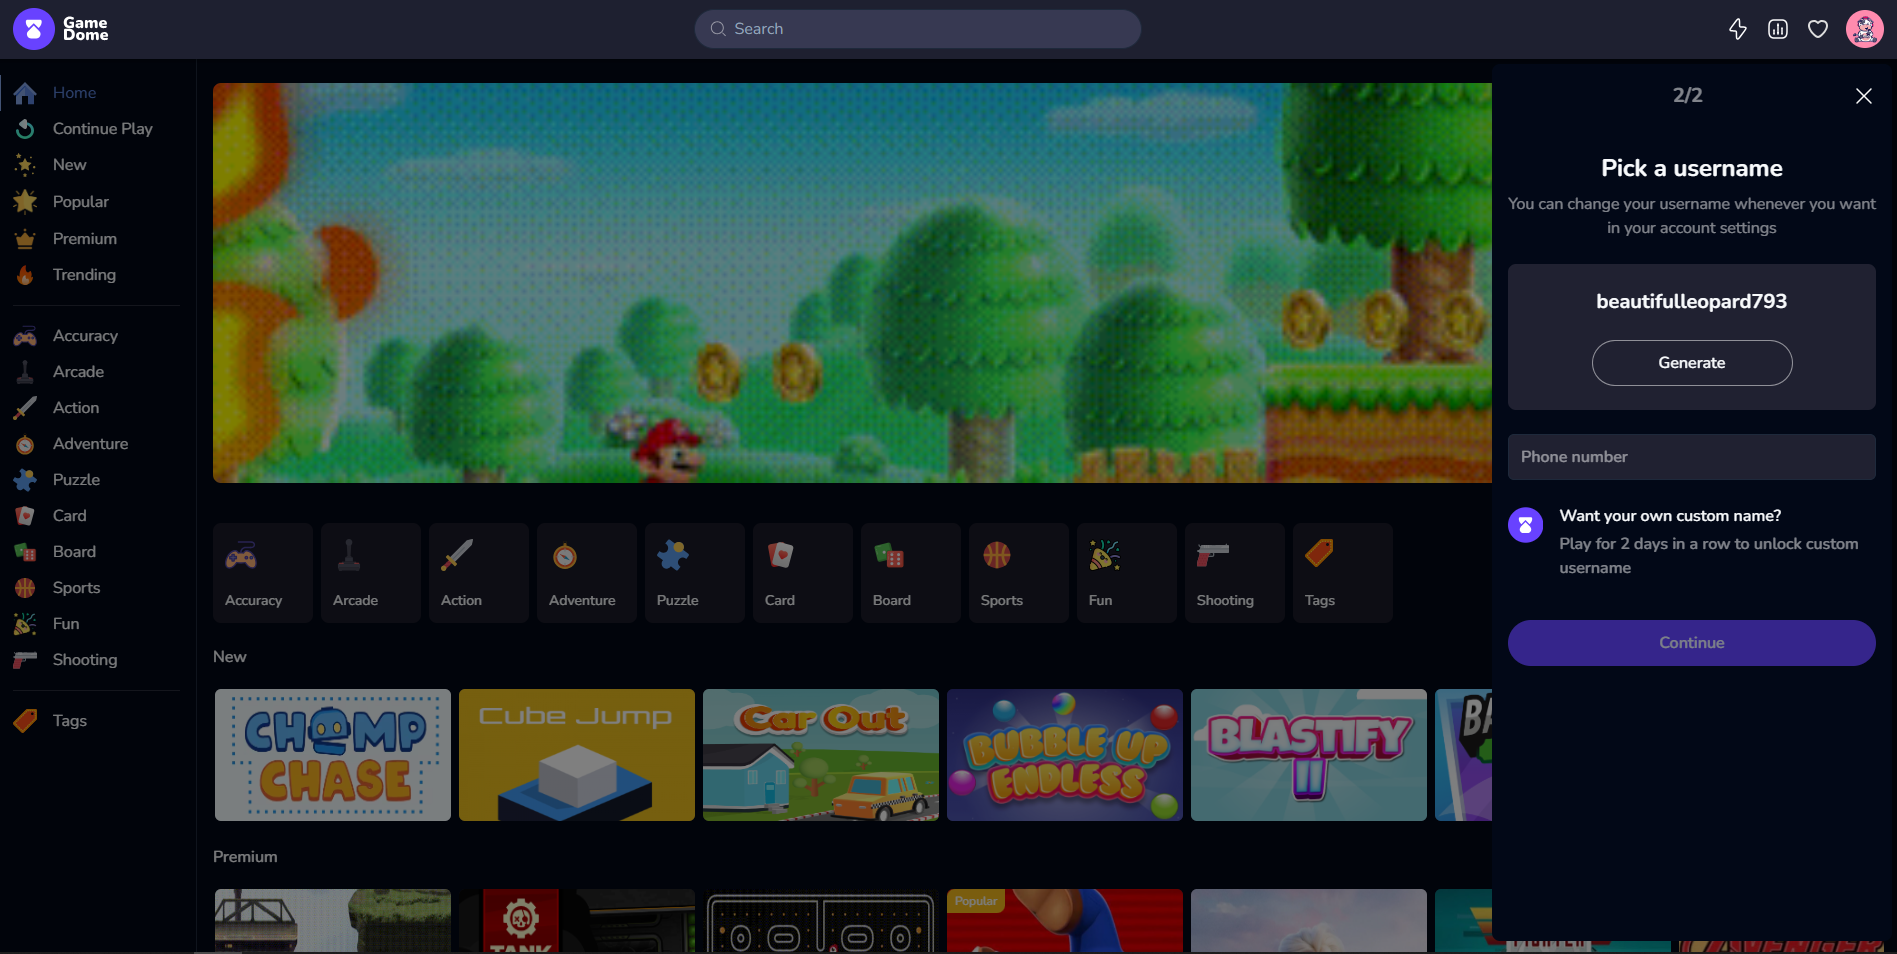 Game
Dome
Search
Home
Continue Play
New
Popular
Premium
Trending
Accuracy
Arcade
Action
Adventure
Puzzle
Card
Board
Sports
Fun
Shooting
Tags
Accuracy
Arcade
Action
Adventure
Puzzle
Card
Board
Sports
Fun
Shooting
Tags
New
CHOMP
CHASE
Cube Jump
Car Out
BUBBLE UP
ENDLESS
BLASTIFY
II
BA
Premium
TANK
Popular
FIGHTER
AVENGER
2/2
Pick a username
You can change your username whenever you want
in your account settings
beautifulleopard793
Generate
Phone number
Want your own custom name?
Play for 2 days in a row to unlock custom
username
Continue